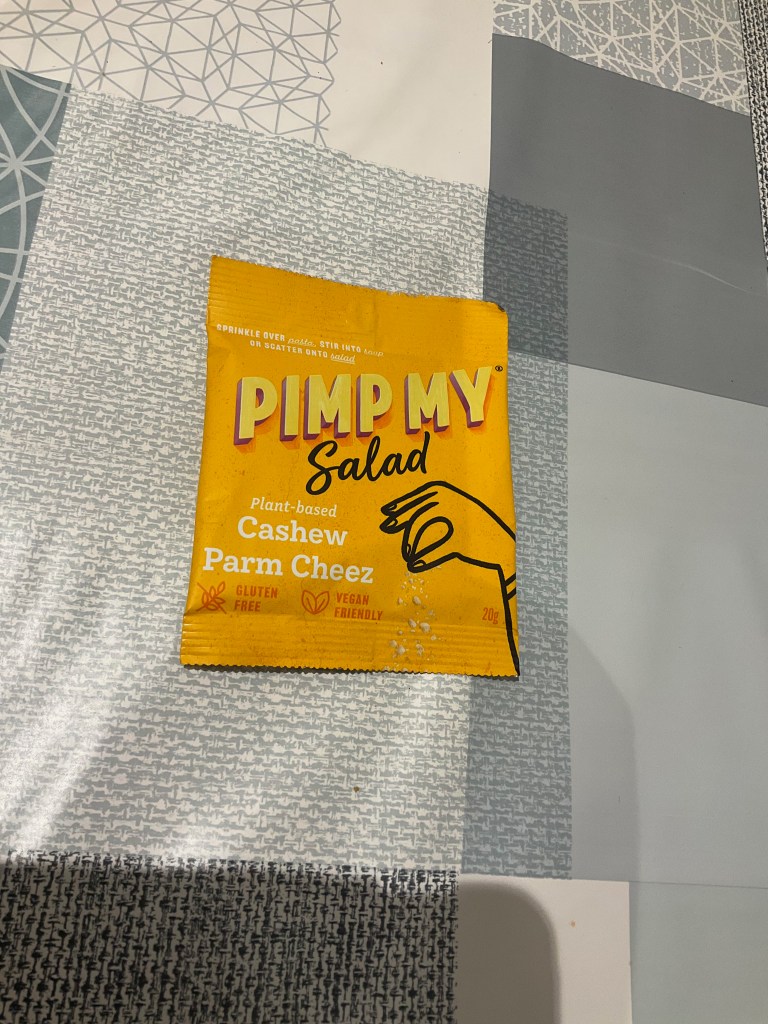 SPRINKLE OVER pasta, STIR INTO soup
OR SCATTER ONTO salad
PIMP MY®
Salad
Plant-based
Cashew
Parm Cheez
GLUTEN
FREE
VEGAN
FRIENDLY
20g